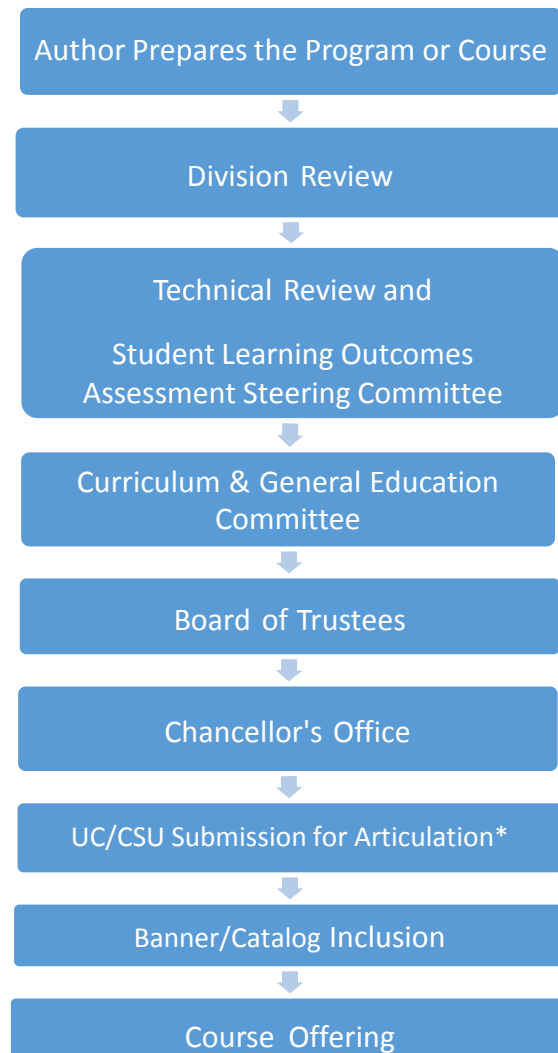 Author Prepares the Program or Course
Division Review
Technical Review and
Student Learning Outcomes
Assessment Steering Committee
Curriculum & General Education
Committee
Board of Trustees
Chancellor's Office
UC/CSU Submission for Articulation*
Banner/Catalog Inclusion
Course Offering